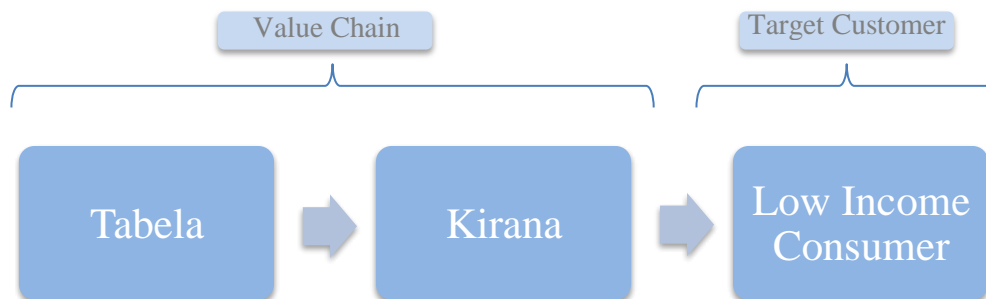 Value Chain
Target Customer
Tabela
Kirana
Low Income
Consumer